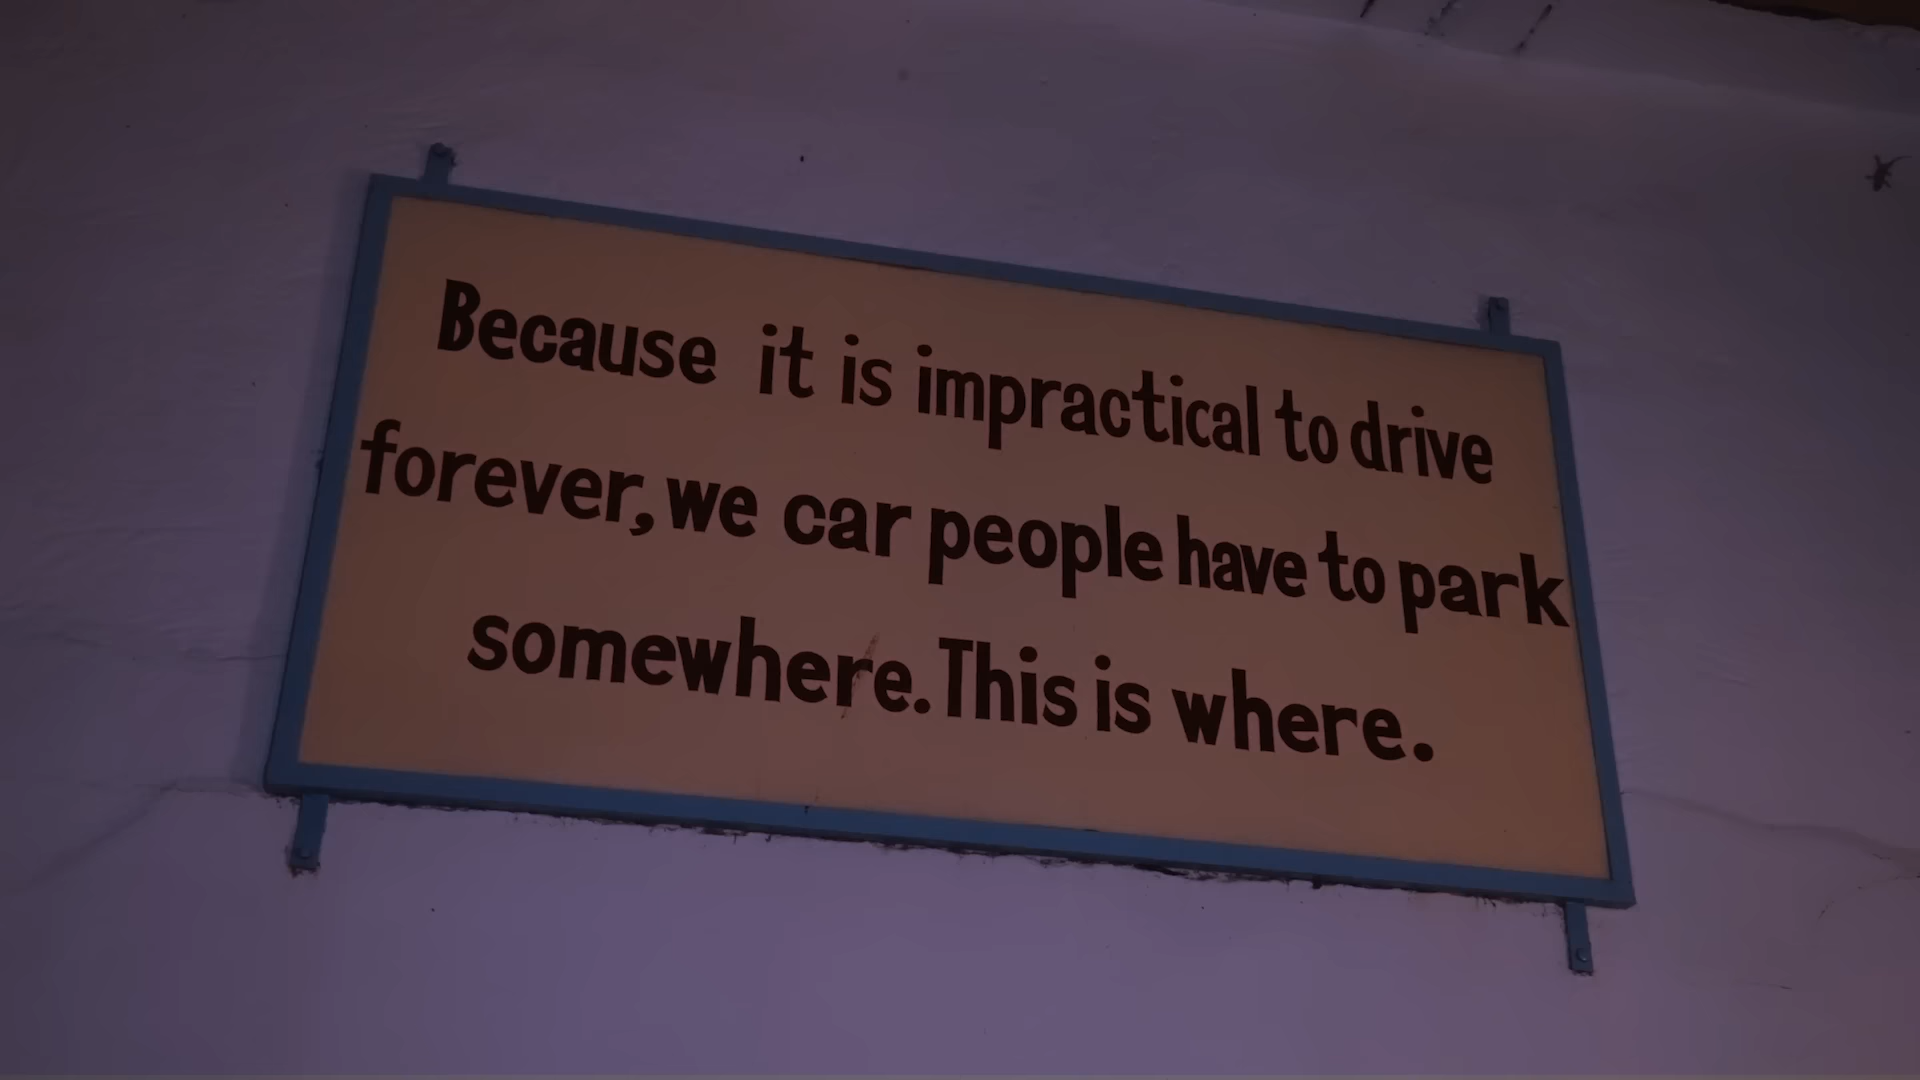 Because it is impractical to drive
forever, we car people have to park
somewhere. This is where.